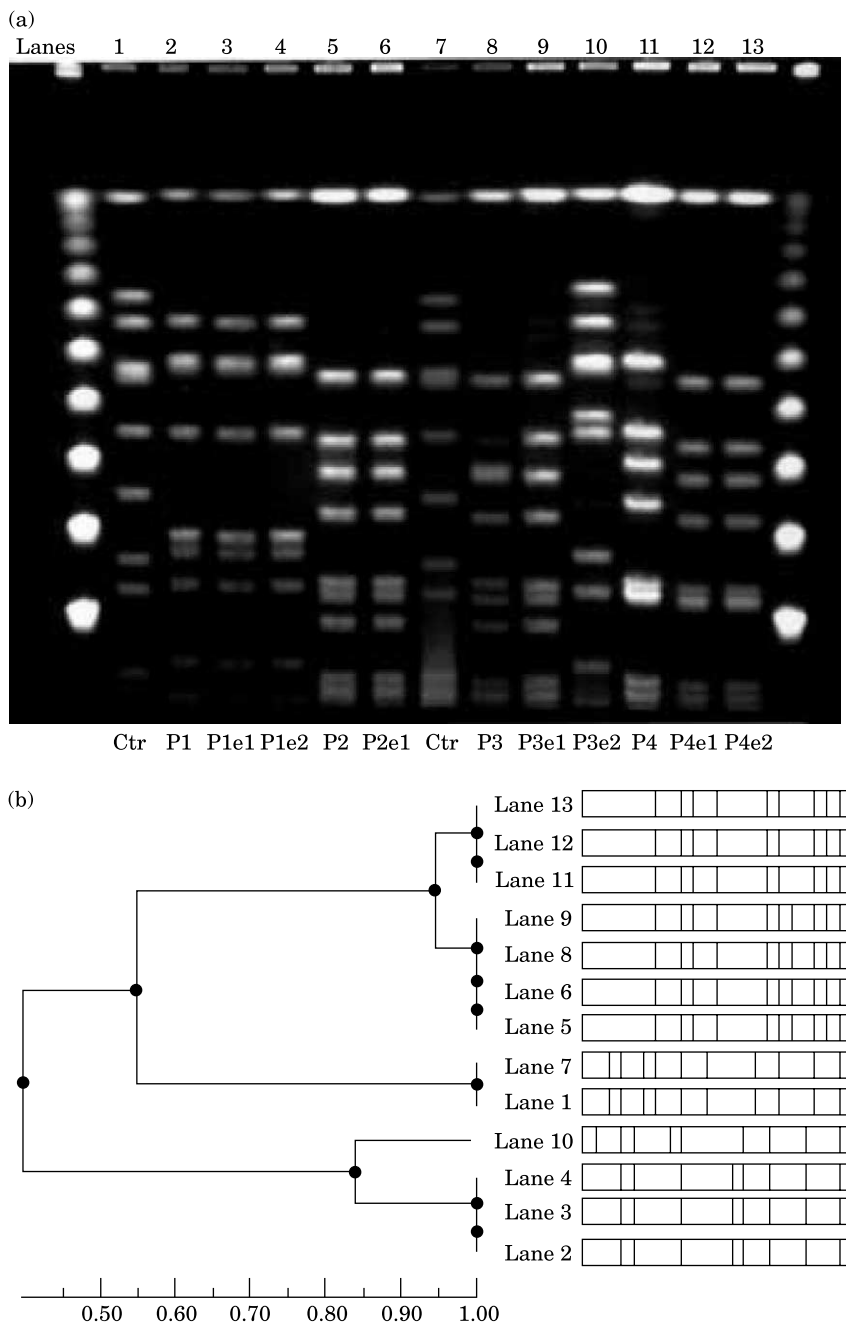 (a)
Lanes 1 2 3 4 5 6 7 8 9 10 11 12 13
Ctr P1 P1e1 P1e2 P2 P2e1 Ctr P3 P3e1 P3e2 P4 P4e1 P4e2
(b)
Lane 13
Lane 12
Lane 11
Lane 9
Lane 8
Lane 6
Lane 5
Lane 7
Lane 1
Lane 10
Lane 4
Lane 3
Lane 2
0.50 0.60 0.70 0.80 0.90 1.00